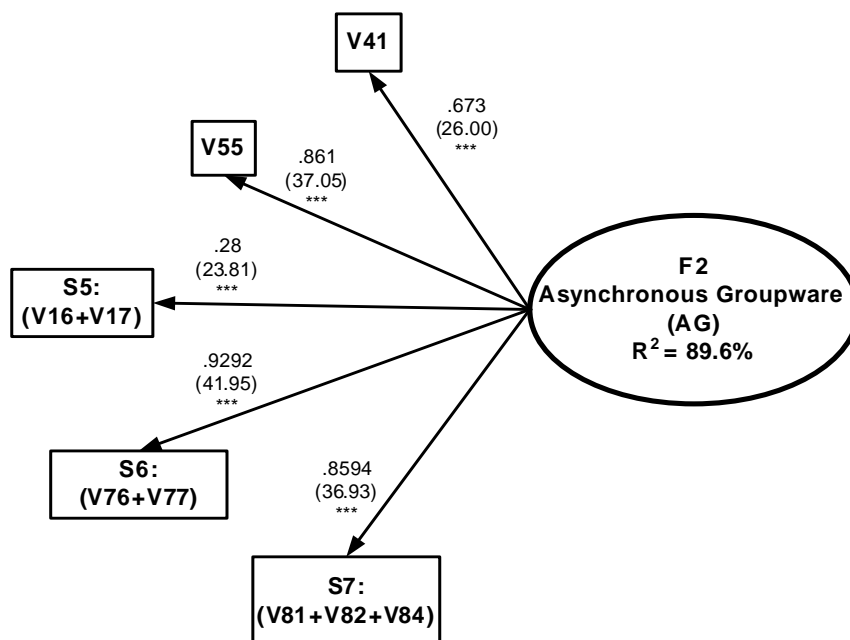 V41
.673
(26.00)
***
V55
.861
(37.05)
***
.28
(23.81)
***
S5:
(V16+V17)
F2
Asynchronous Groupware
(AG)
R² = 89.6%
.9292
(41.95)
***
S6:
(V76+V77)
.8594
(36.93)
***
S7:
(V81+V82+V84)